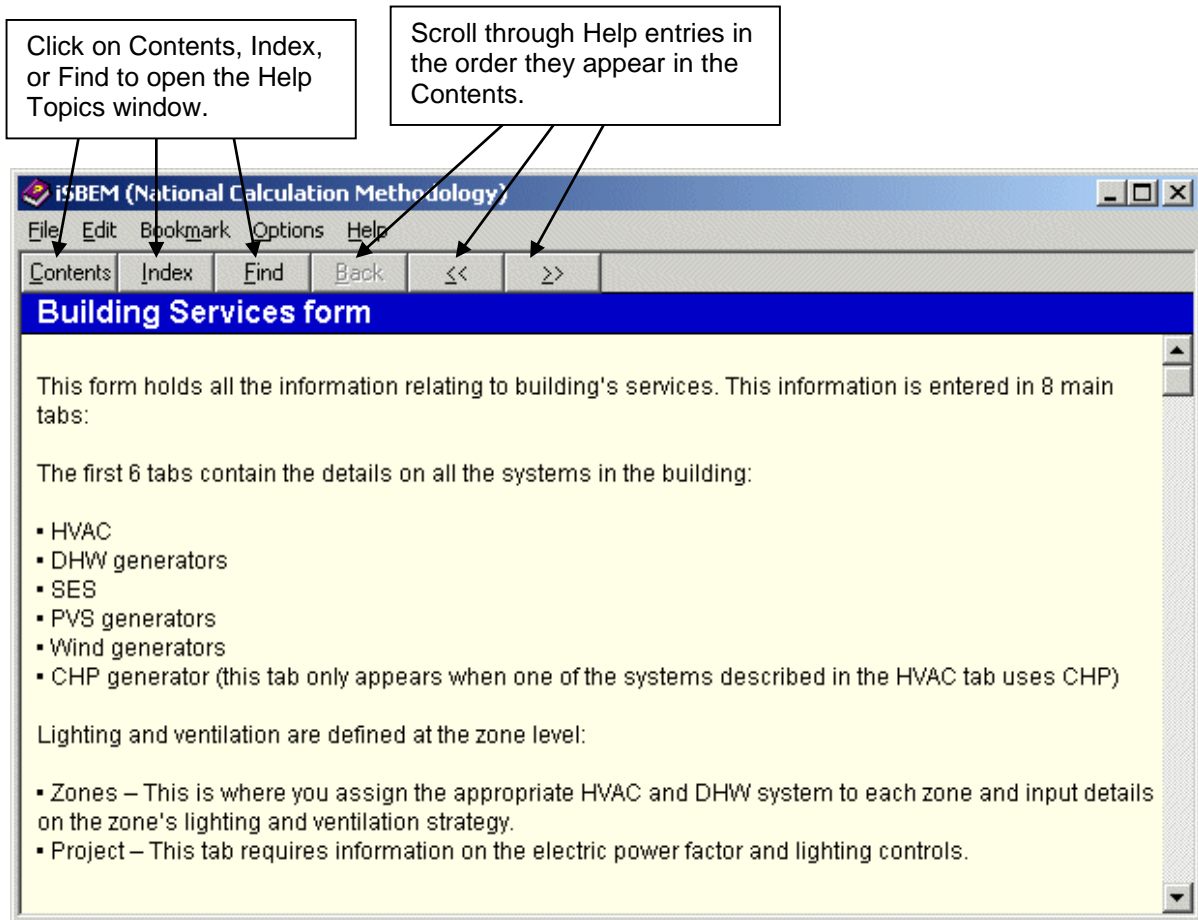 Click on Contents, Index,
or Find to open the Help
Topics window.
Scroll through Help entries in
the order they appear in the
Contents.
iSBEM (National Calculation Methodology)
File Edit Bookmark Options Help
Contents Index Find Back << >>
Building Services form
This form holds all the information relating to building's services. This information is entered in 8 main
tabs:
The first 6 tabs contain the details on all the systems in the building:
▪ HVAC
▪ DHW generators
▪ SES
▪ PVS generators
▪ Wind generators
▪ CHP generator (this tab only appears when one of the systems described in the HVAC tab uses CHP)
Lighting and ventilation are defined at the zone level:
▪ Zones – This is where you assign the appropriate HVAC and DHW system to each zone and input details
on the zone's lighting and ventilation strategy.
▪ Project – This tab requires information on the electric power factor and lighting controls.